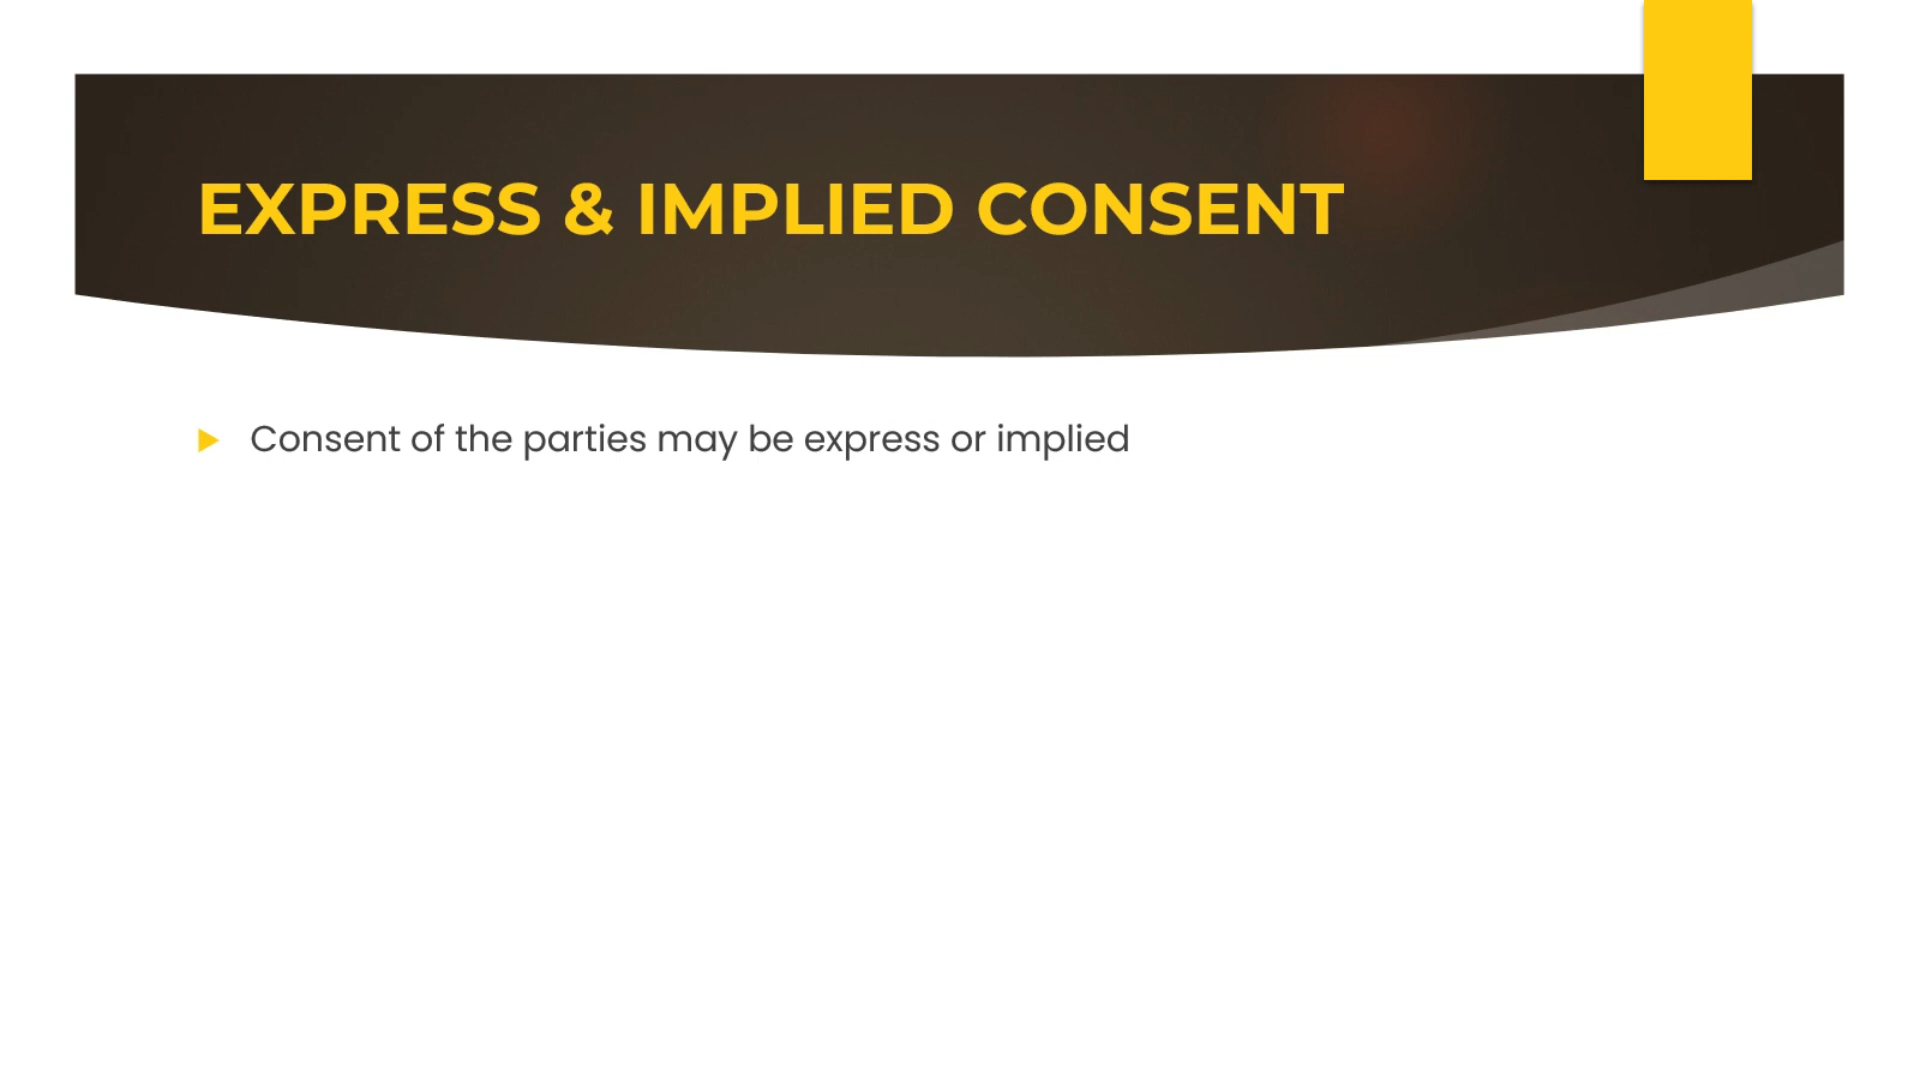 EXPRESS & IMPLIED CONSENT
Consent of the parties may be express or implied